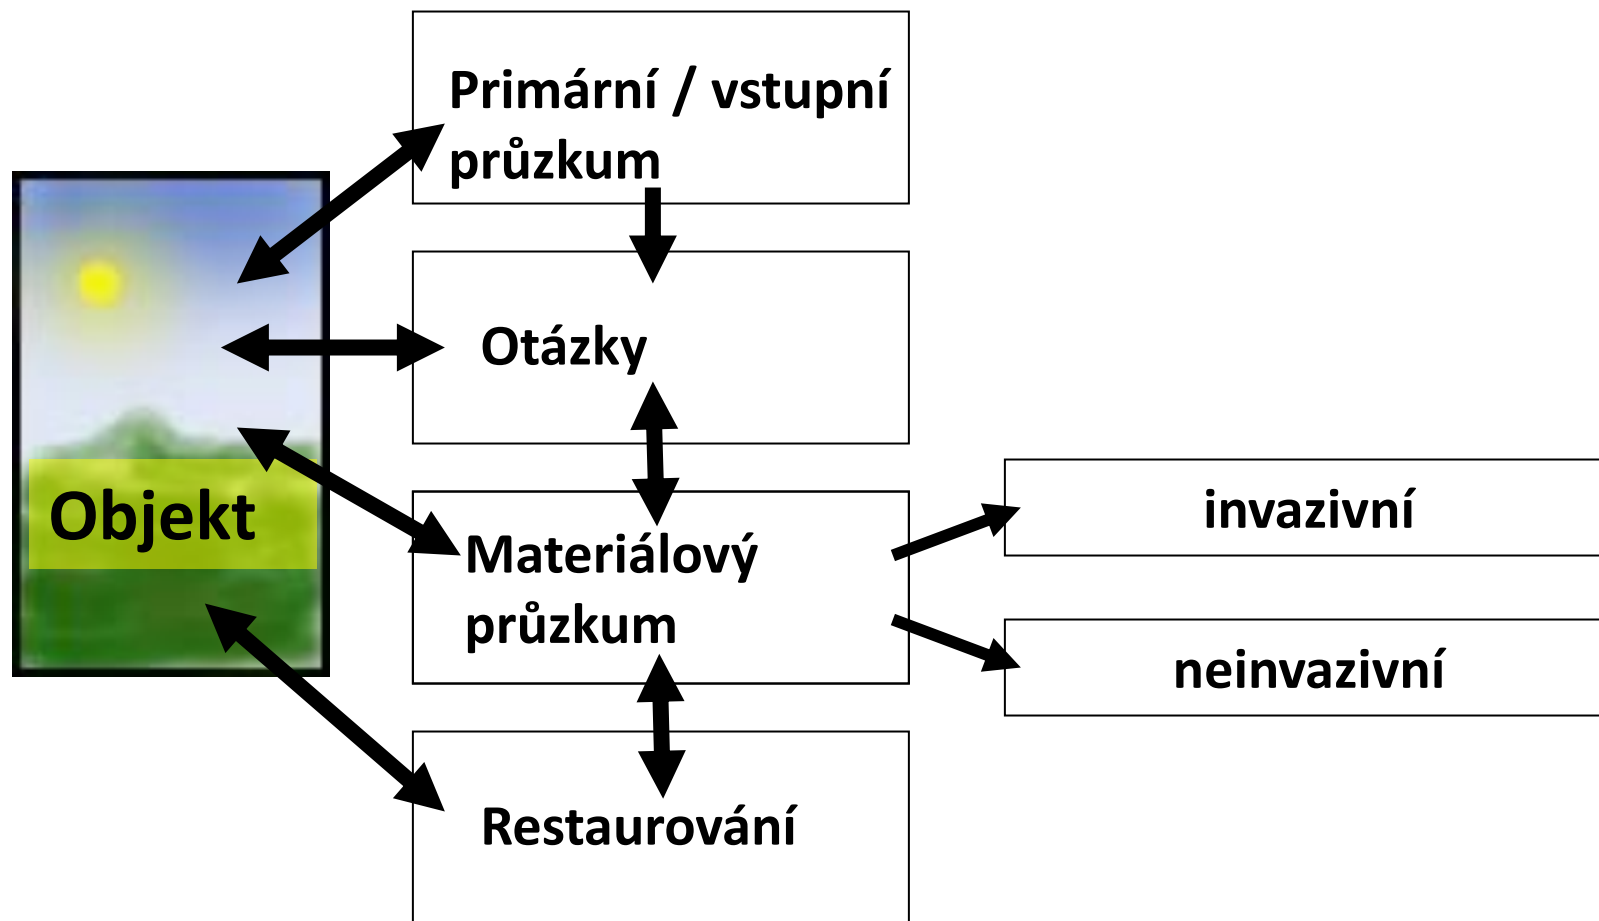 Primární / vstupní
průzkum
Otázky
Objekt
Materiálový
průzkum
invazivní
neinvazivní
Restaurování